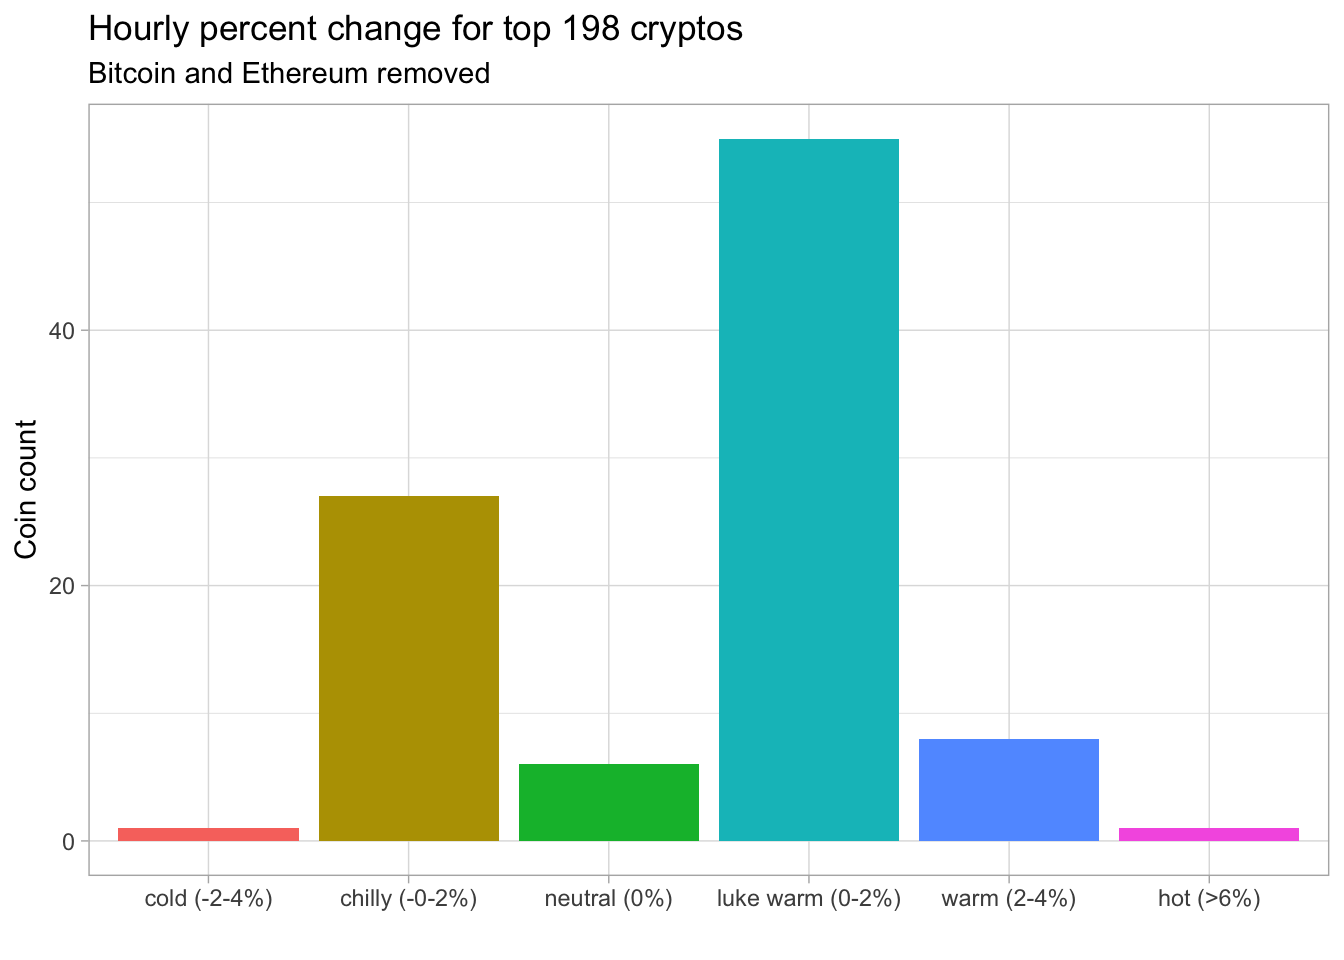 Hourly percent change for top 198 cryptos
Bitcoin and Ethereum removed
Coin count
40
20
0
cold (-2-4%)
chilly (-0-2%)
neutral (0%)
luke warm (0-2%)
warm (2-4%)
hot (>6%)